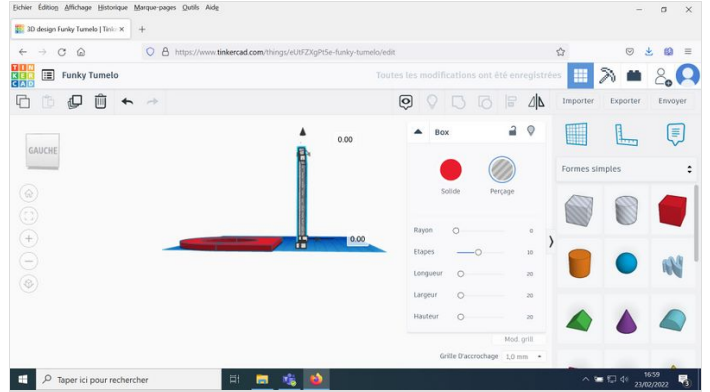 Fichier Édition Affichage Historique Marque-pages Outils Aide
3D design Funky Tumelo | Tink
https://www.tinkercad.com/things/eUtFZXgPtSe-funky-tumelo/edit
TIN
KER
CAD
Funky Tumelo
Toutes les modifications ont été enregistrées
Importer
Exporter
Envoyer
GAUCHE
0.00
0.00
Box
Solide
Perçage
Rayon
0
Etapes
10
Longueur
20
Largeur
20
Hauteur
20
Mod. grill
Grille D'accrochage 1,0 mm
Formes simples
Taper ici pour rechercher
16:59
23/02/2022